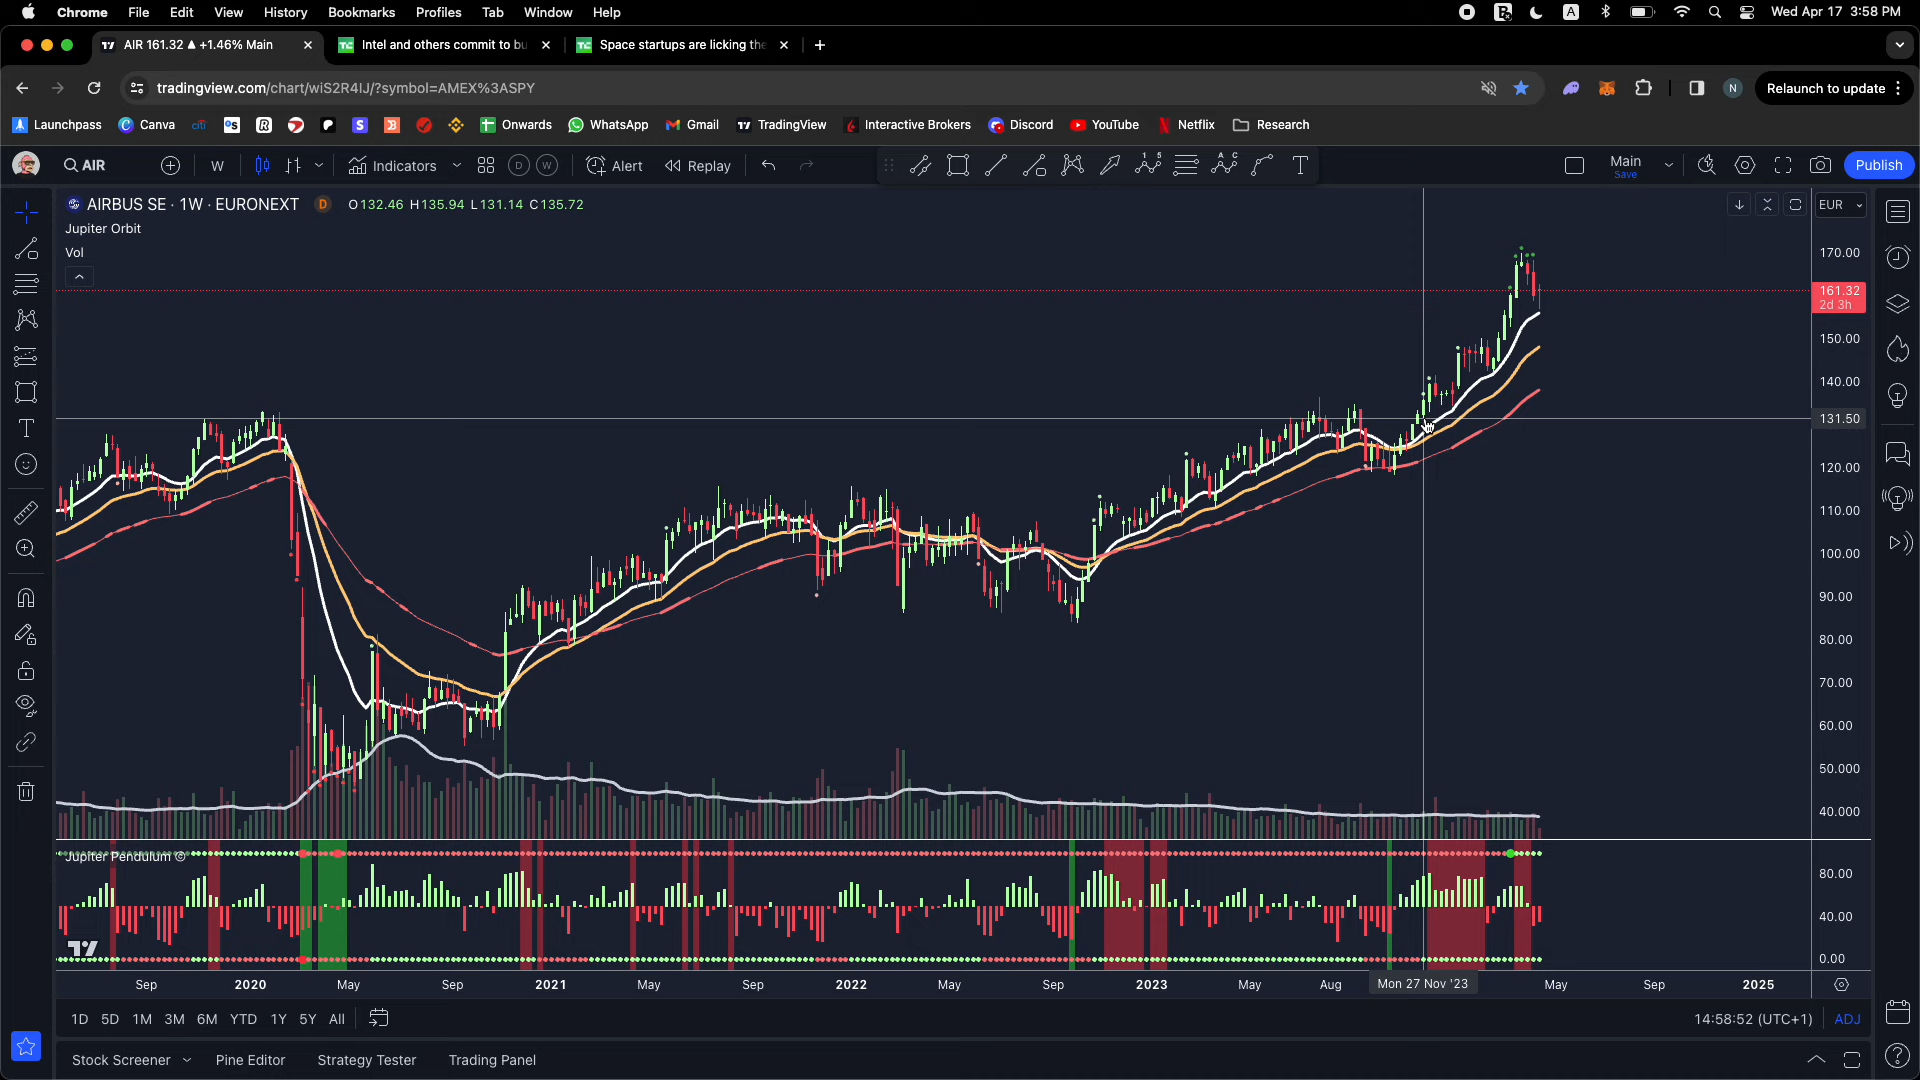 Chrome File Edit View History Bookmarks Profiles Tab Window Help
A Wed Apr 17 3:58 PM
AIR 161.32 ▲ +1.46% Main
Intel and others commit to bu
Space startups are licking the
tradingview.com/chart/wiS2R4IJ/?symbol=AMEX%3ASPY
N Relaunch to update
Launchpass Canva citi Onwards WhatsApp Gmail TradingView Interactive Brokers Discord YouTube Netflix Research
AIR W Indicators D W Alert Replay
Main
Save
Publish
AIRBUS SE · 1W · EURONEXT D O132.46 H135.94 L131.14 C135.72
EUR
Jupiter Orbit
Vol
170.00
161.32
2d 3h
150.00
140.00
131.50
120.00
110.00
100.00
90.00
80.00
70.00
60.00
50.000
40.000
Jupiter Pendulum ©
80.00
40.00
0.00
Sep 2020 May Sep 2021 May Sep 2022 May Sep 2023 May Aug Mon 27 Nov '23 May Sep 2025
1D 5D 1M 3M 6M YTD 1Y 5Y All
14:58:52 (UTC+1) ADJ
Stock Screener Pine Editor Strategy Tester Trading Panel